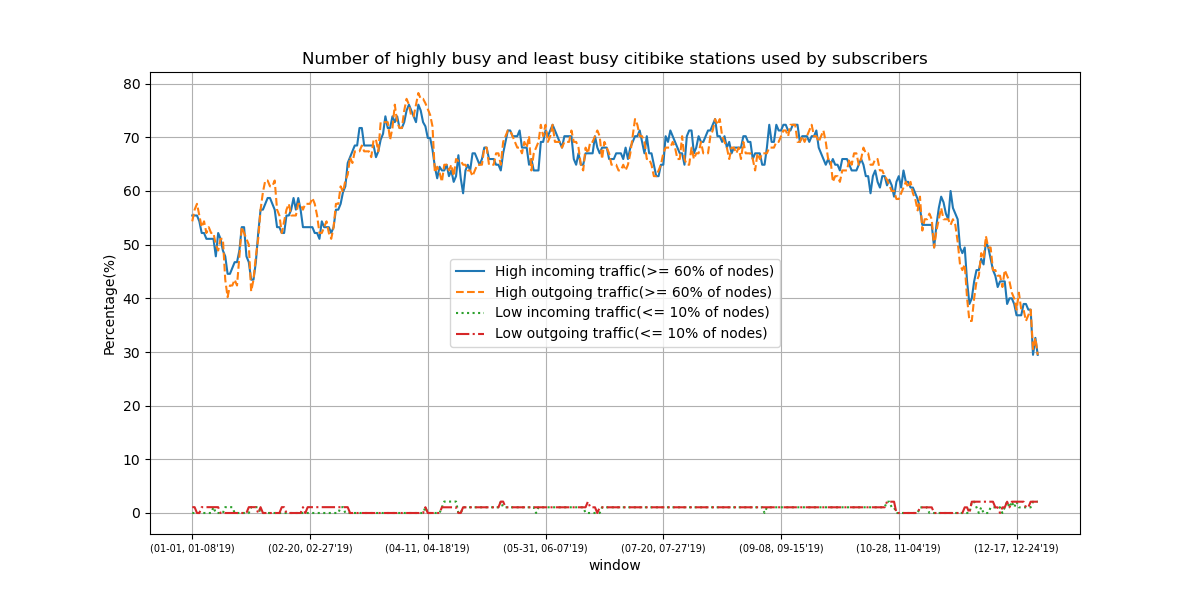 Number of highly busy and least busy citibike stations used by subscribers
80
70
60
50
40
30
20
10
0
Percentage(%)
High incoming traffic(>= 60% of nodes)
High outgoing traffic(>= 60% of nodes)
Low incoming traffic(<= 10% of nodes)
Low outgoing traffic(<= 10% of nodes)
(01-01, 01-08'19)
(02-20, 02-27'19)
(04-11, 04-18'19)
(05-31, 06-07'19)
(07-20, 07-27'19)
(09-08, 09-15'19)
(10-28, 11-04'19)
(12-17, 12-24'19)
window